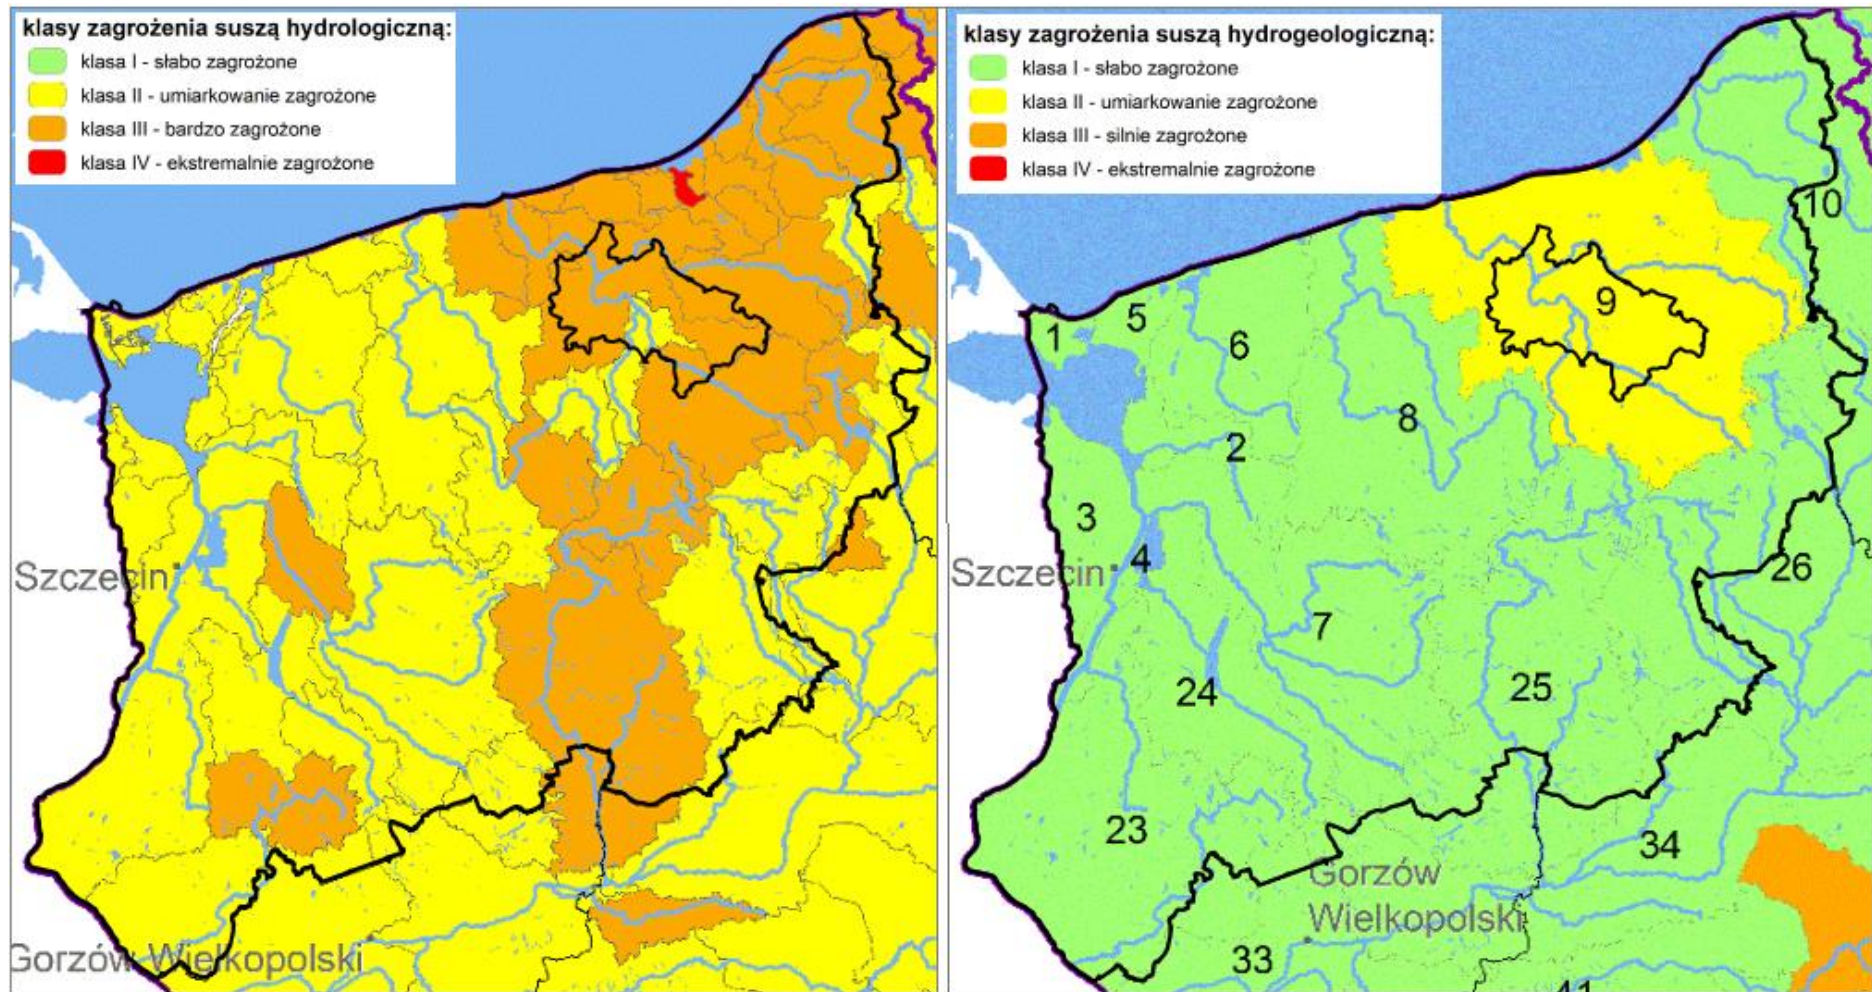 klasy zagrożenia suszą hydrologiczną:
klasa I - słabo zagrożone
klasa II - umiarkowanie zagrożone
klasa III - bardzo zagrożone
klasa IV - ekstremalnie zagrożone
Szczecin
Gorzów Wielkopolski
klasy zagrożenia suszą hydrogeologiczną:
klasa I - słabo zagrożone
klasa II - umiarkowanie zagrożone
klasa III - silnie zagrożone
klasa IV - ekstremalnie zagrożone
10
9
5
1
6
8
2
3
Szczecin
4
26
7
25
24
23
34
Gorzów
Wielkopolski
33
41